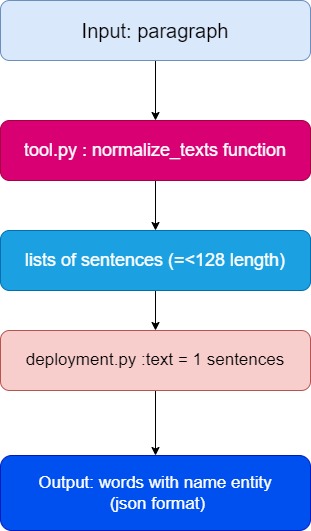 Input: paragraph
tool.py : normalize_texts function
lists of sentences (=<128 length)
deployment.py :text = 1 sentences
Output: words with name entity
(json format)